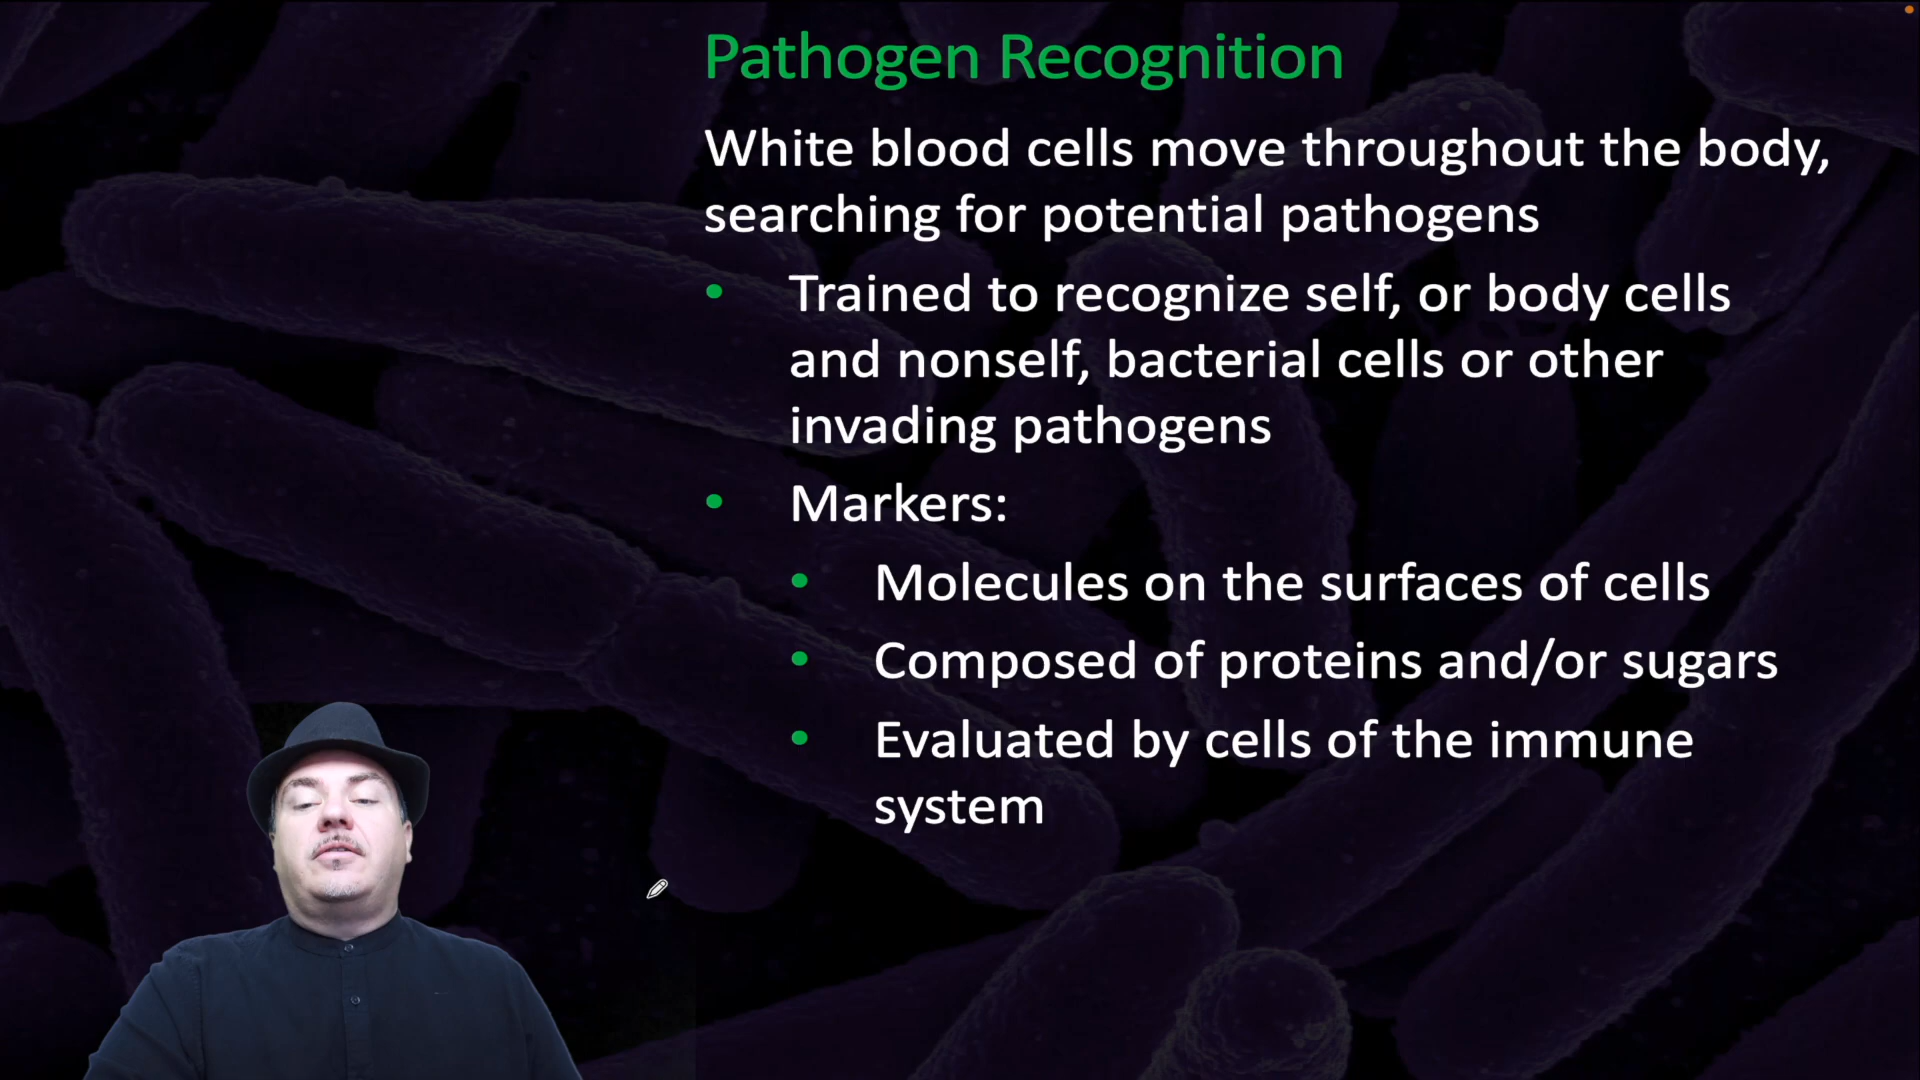 Pathogen Recognition
White blood cells move throughout the body,
searching for potential pathogens
• Trained to recognize self, or body cells
and nonself, bacterial cells or other
invading pathogens
• Markers:
• Molecules on the surfaces of cells
• Composed of proteins and/or sugars
• Evaluated by cells of the immune
system